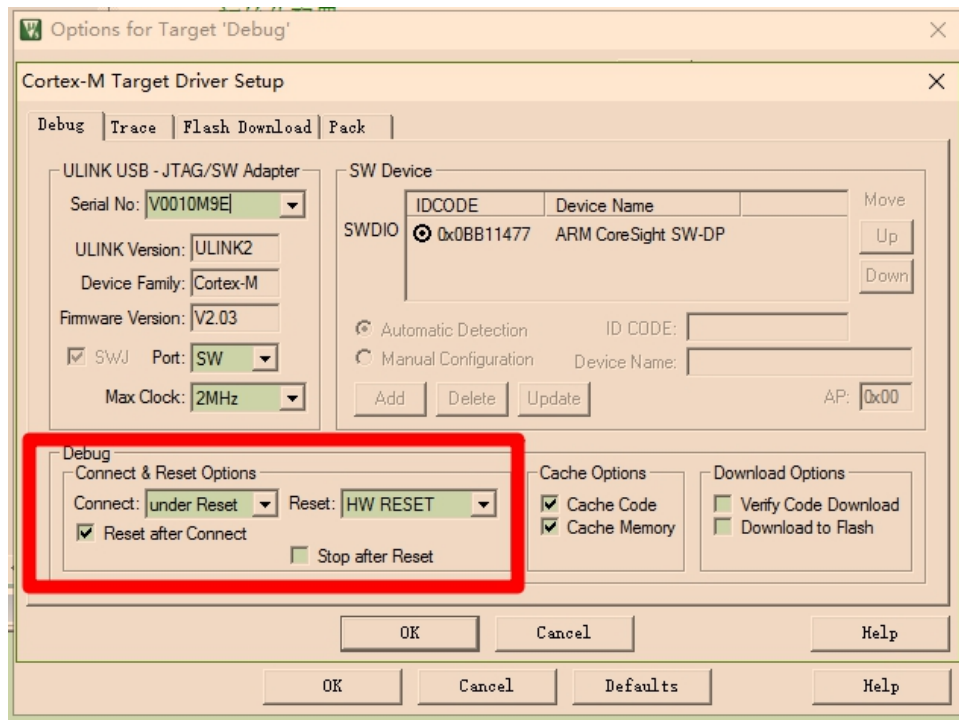 Options for Target 'Debug'
Cortex-M Target Driver Setup
Debug Trace Flash Download Pack
ULINK USB - JTAG/SW Adapter
Serial No: V0010M9E
ULINK Version: ULINK2
Device Family: Cortex-M
Firmware Version: V2.03
SWJ Port: SW
Max Clock: 2MHz
SW Device
IDCODE Device Name
SWDIO 0x0BB11477 ARM CoreSight SW-DP
Move
Up
Down
Automatic Detection ID CODE:
Manual Configuration Device Name:
Add Delete Update AP: 0x00
Debug
Connect & Reset Options
Connect: under Reset Reset: HW RESET
Reset after Connect
Stop after Reset
Cache Options
Cache Code
Cache Memory
Download Options
Verify Code Download
Download to Flash
OK Cancel Help
OK Cancel Defaults Help